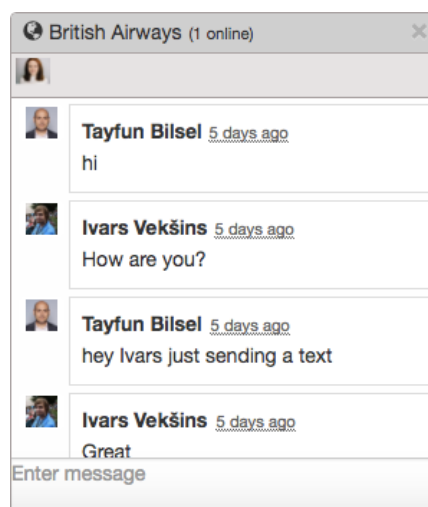 British Airways (1 online) ×
Tayfun Bilsel 5 days ago
hi
Ivars Vekšins 5 days ago
How are you?
Tayfun Bilsel 5 days ago
hey Ivars just sending a text
Ivars Vekšins 5 days ago
Great
Enter message